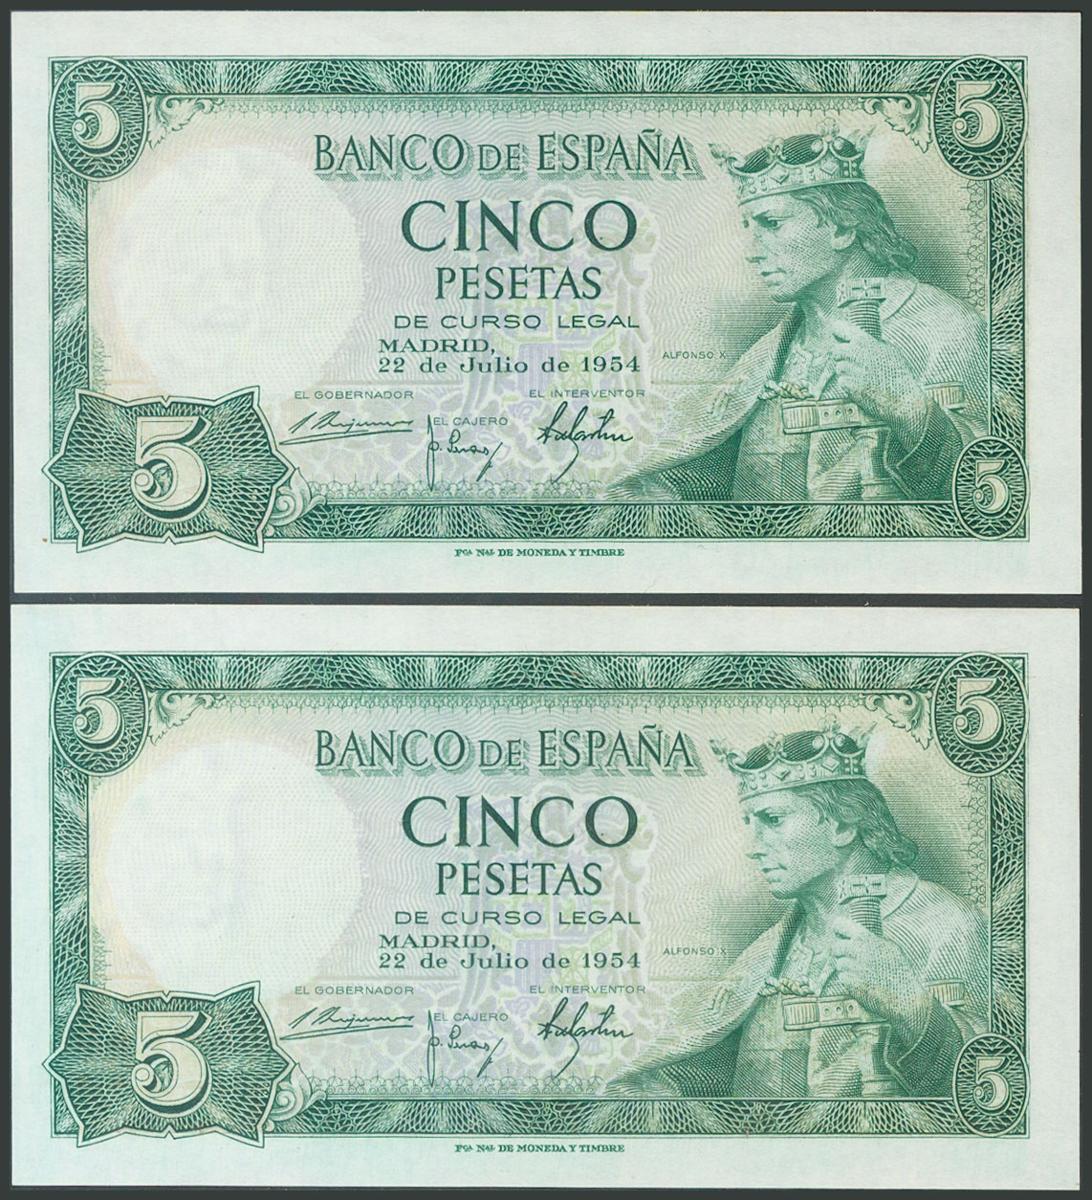 5 5
BANCO DE ESPAÑA
CINCO
PESETAS
DE CURSO LEGAL
MADRID,
22 de Julio de 1954
ALFONSO X
EL GOBERNADOR EL INTERVENTOR
EL CAJERO
5 5
Fca. Nal. DE MONEDA Y TIMBRE
5 5
BANCO DE ESPAÑA
CINCO
PESETAS
DE CURSO LEGAL
MADRID,
22 de Julio de 1954
ALFONSO X
EL GOBERNADOR EL INTERVENTOR
EL CAJERO
5 5
Fca. Nal. DE MONEDA Y TIMBRE